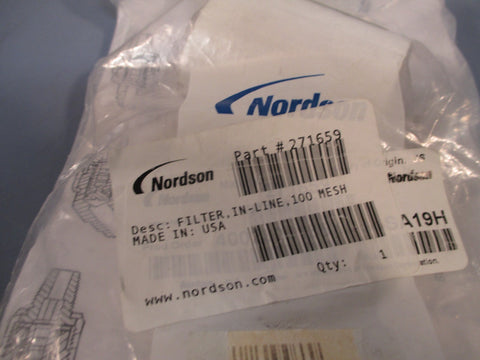 Nordson
Part # 271659
Nordson
Desc: FILTER,IN-LINE,100 MESH
MADE IN: USA
Qty: 1
www.nordson.com
Nordson
A19H